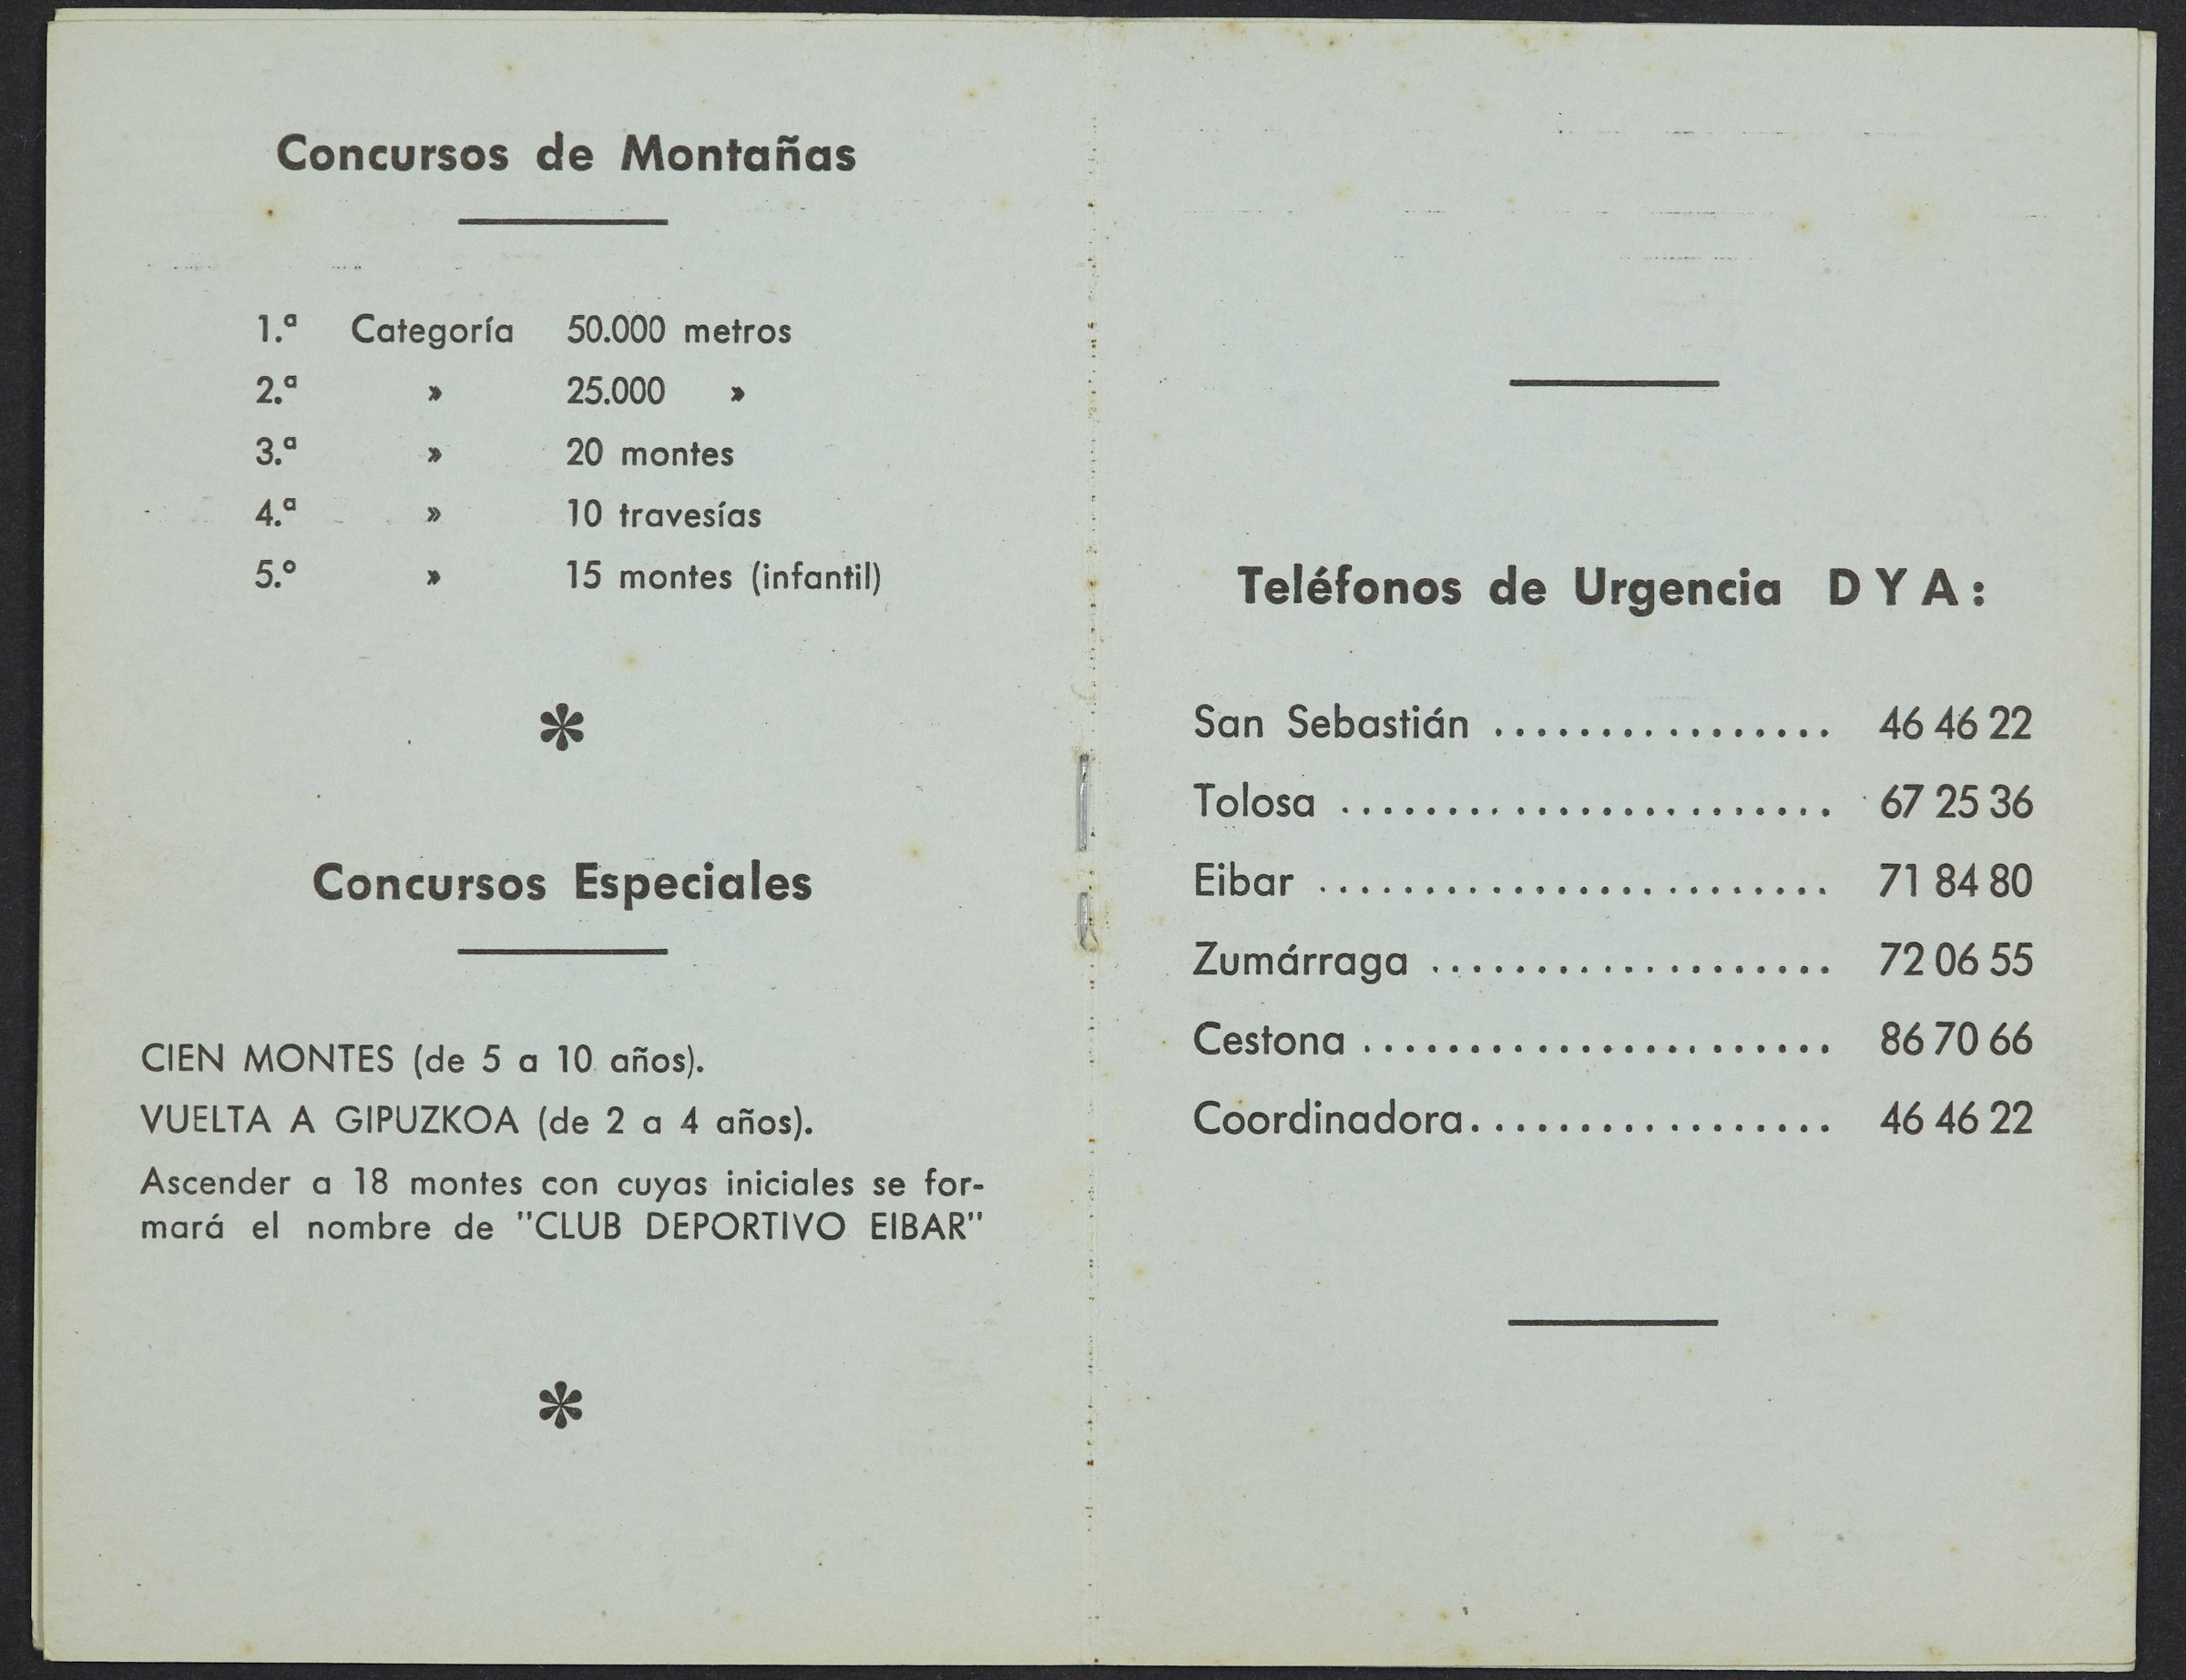 Concursos de Montañas
1.ª Categoría 50.000 metros
2.ª » 25.000 »
3.ª » 20 montes
4.ª » 10 travesías
5.º » 15 montes (infantil)
*
Concursos Especiales
CIEN MONTES (de 5 a 10 años).
VUELTA A GIPUZKOA (de 2 a 4 años).
Ascender a 18 montes con cuyas iniciales se for-
mará el nombre de "CLUB DEPORTIVO EIBAR"
*
Teléfonos de Urgencia D Y A :
San Sebastián ................ 46 46 22
Tolosa ........................ 67 25 36
Eibar ......................... 71 84 80
Zumárraga .................... 72 06 55
Cestona ....................... 86 70 66
Coordinadora.................. 46 46 22